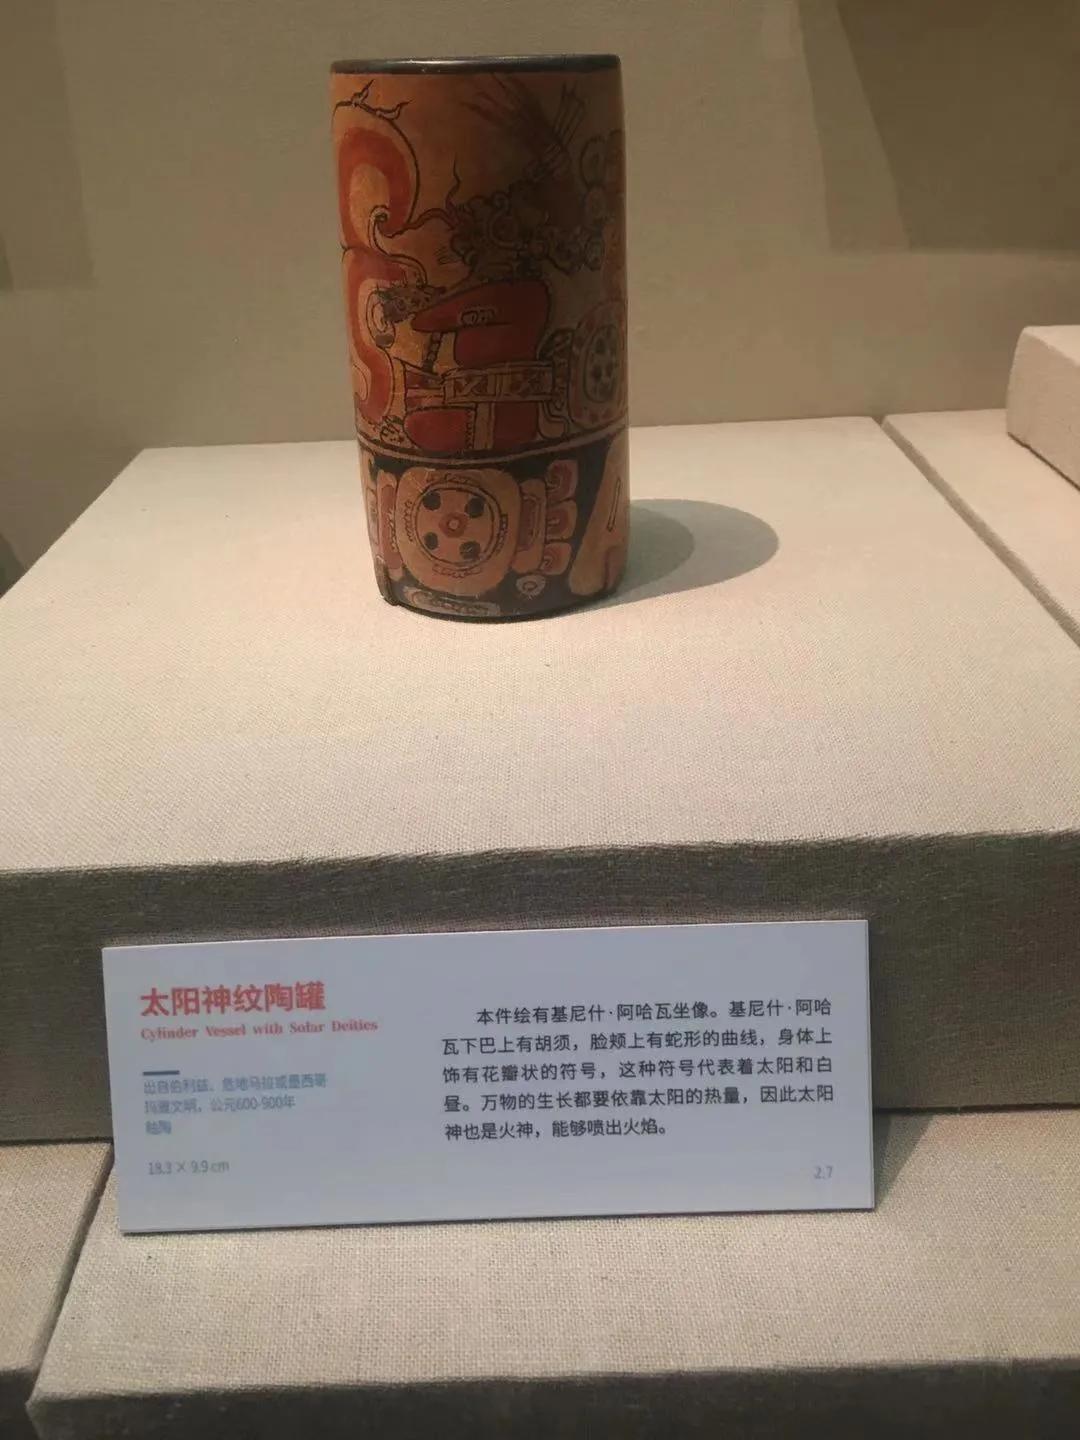 太阳神纹陶罐
Cylinder Vessel with Solar Deities
出自伯利兹、危地马拉或墨西哥
玛雅文明，公元600-900年
釉陶
18.3 × 9.9 cm
本件绘有基尼什·阿哈瓦坐像。基尼什·阿哈
瓦下巴上有胡须，脸颊上有蛇形的曲线，身体上
饰有花瓣状的符号，这种符号代表着太阳和白
昼。万物的生长都要依靠太阳的热量，因此太阳
神也是火神，能够喷出火焰。
2.7